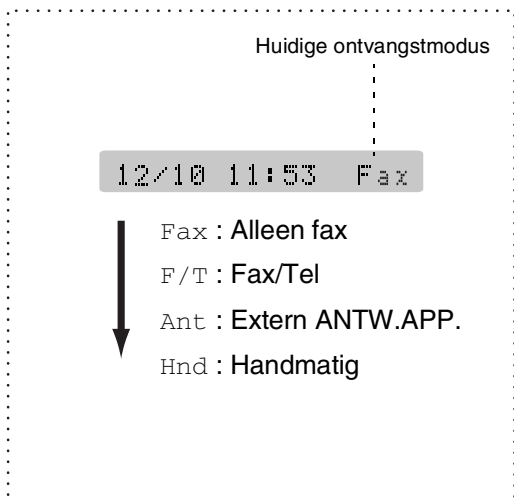 Huidige ontvangstmodus
12/10 11:53 Fax
Fax : Alleen fax
F/T : Fax/Tel
Ant : Extern ANTW.APP.
Hnd : Handmatig